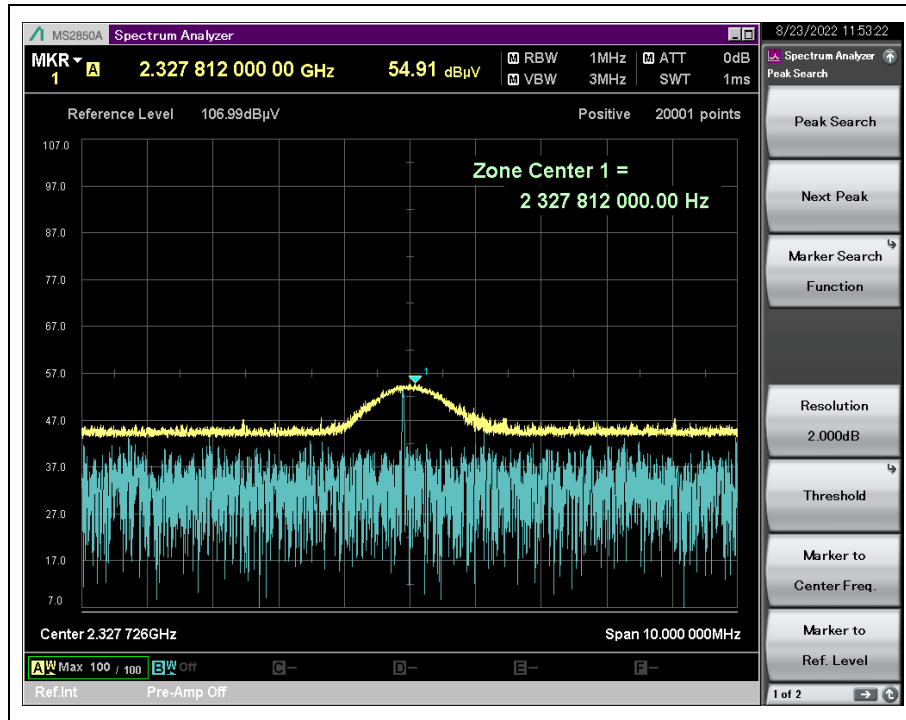 MS2850A Spectrum Analyzer
8/23/2022 11:53:22
MKR 1 A 2.327 812 000 00 GHz 54.91 dBµV
M RBW 1MHz M ATT 0dB
M VBW 3MHz SWT 1ms
Spectrum Analyzer
Peak Search
Reference Level 106.99dBµV Positive 20001 points
107.0
97.0
87.0
77.0
67.0
57.0
47.0
37.0
27.0
17.0
7.0
Zone Center 1 =
2 327 812 000.00 Hz
1
Center 2.327 726GHz Span 10.000 000MHz
A W Max 100 / 100 B W Off C - D - E - F -
Ref.Int Pre-Amp Off
Peak Search
Next Peak
Marker Search
Function
Resolution
2.000dB
Threshold
Marker to
Center Freq.
Marker to
Ref. Level
1 of 2